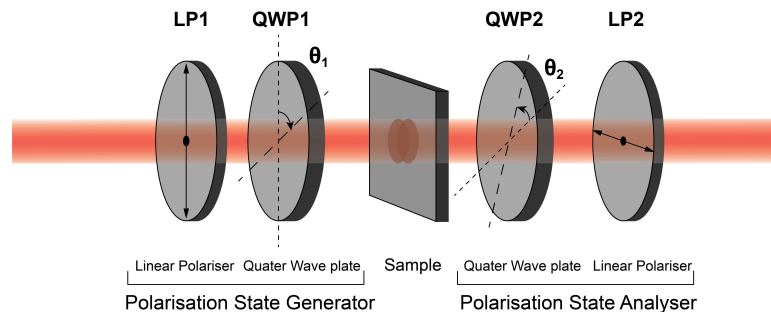 LP1 QWP1 QWP2 LP2
θ1 θ2
Linear Polariser Quater Wave plate Sample Quater Wave plate Linear Polariser
Polarisation State Generator Polarisation State Analyser